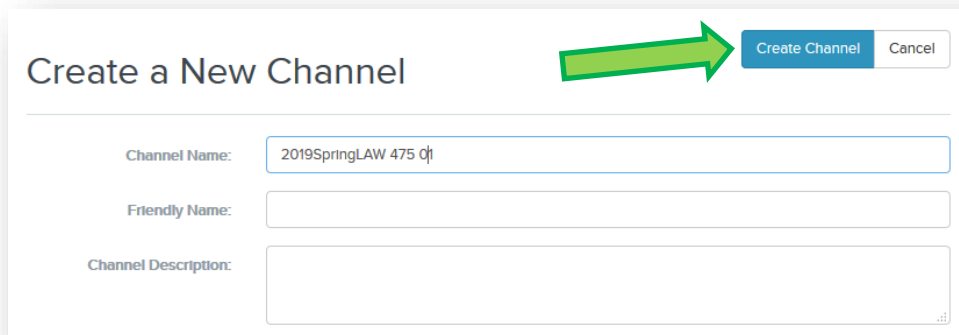 Create Channel Cancel
Create a New Channel
Channel Name: 2019SpringLAW 475 01
Friendly Name:
Channel Description: